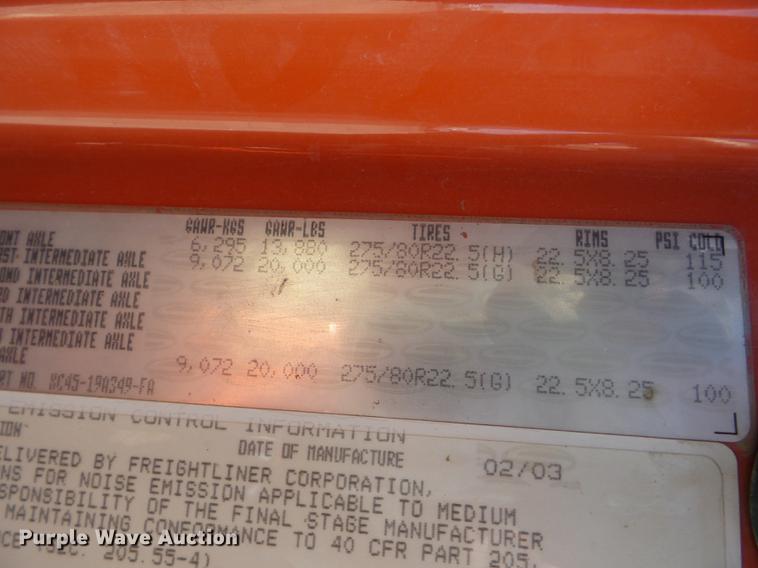 GAWR-KGS GAWR-LBS TIRES RIMS PSI COLD
ONT AXLE 6,295 13,880 275/80R22.5(H) 22.5X8.25 115
RST INTERMEDIATE AXLE 9,072 20,000 275/80R22.5(G) 22.5X8.25 100
OND INTERMEDIATE AXLE
RD INTERMEDIATE AXLE
TH INTERMEDIATE AXLE
H INTERMEDIATE AXLE
AXLE 9,072 20,000 275/80R22.5(G) 22.5X8.25 100
RT NO. XC45-19A349-FA
EMISSION CONTROL INFORMATION
ION DATE OF MANUFACTURE 02/03
ELIVERED BY FREIGHTLINER CORPORATION,
NS FOR NOISE EMISSION APPLICABLE TO MEDIUM
SPONSIBILITY OF THE FINAL STAGE MANUFACTURER
MAINTAINING CONFORMANCE TO 40 CFR PART 205,
NCE 205.55-4)
Purple Wave Auction